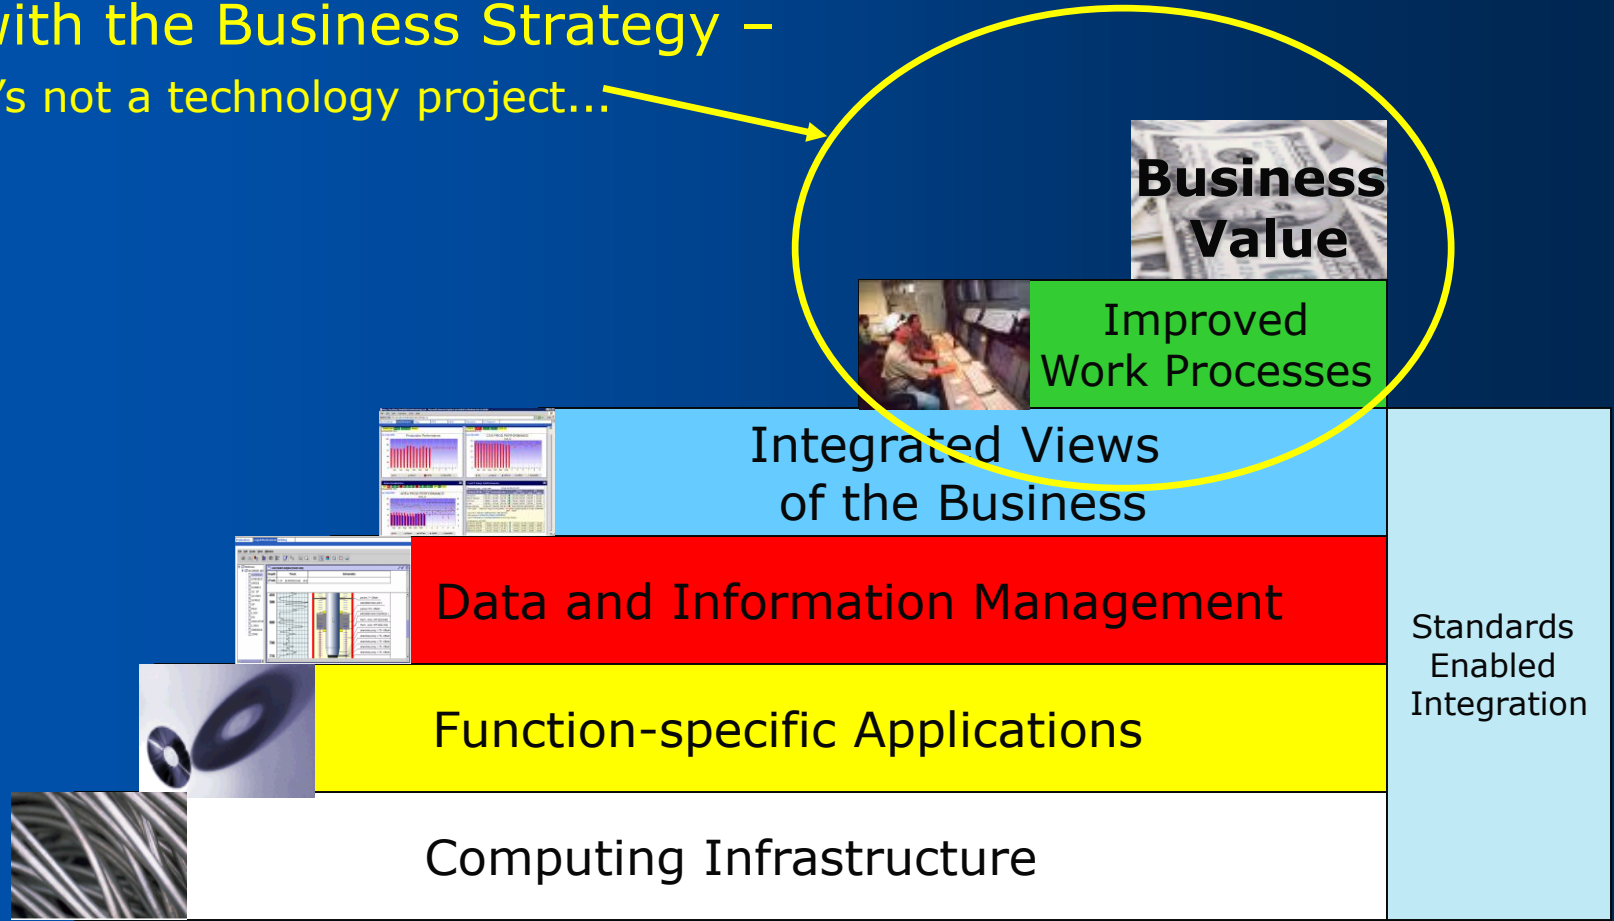 with the Business Strategy –
's not a technology project...
Business
Value
Improved
Work Processes
Integrated Views
of the Business
Data and Information Management
Standards
Enabled
Integration
Function-specific Applications
Computing Infrastructure